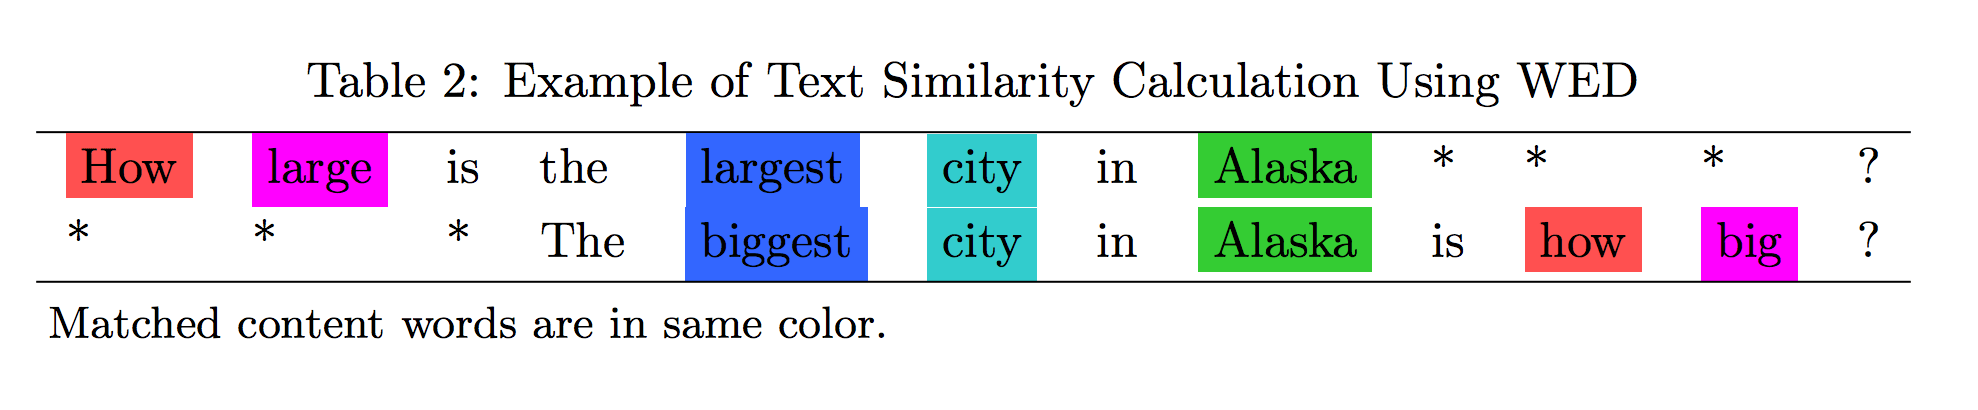 Table 2: Example of Text Similarity Calculation Using WED
How large is the largest city in Alaska * * * ?
* * * The biggest city in Alaska is how big ?
Matched content words are in same color.